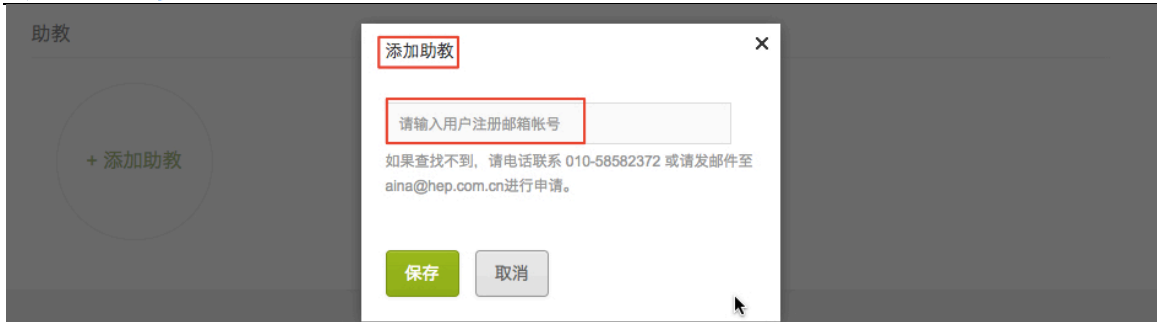 助教
添加助教
×
请输入用户注册邮箱帐号
+ 添加助教
如果查找不到，请电话联系 010-58582372 或请发邮件至
aina@hep.com.cn进行申请。
保存
取消